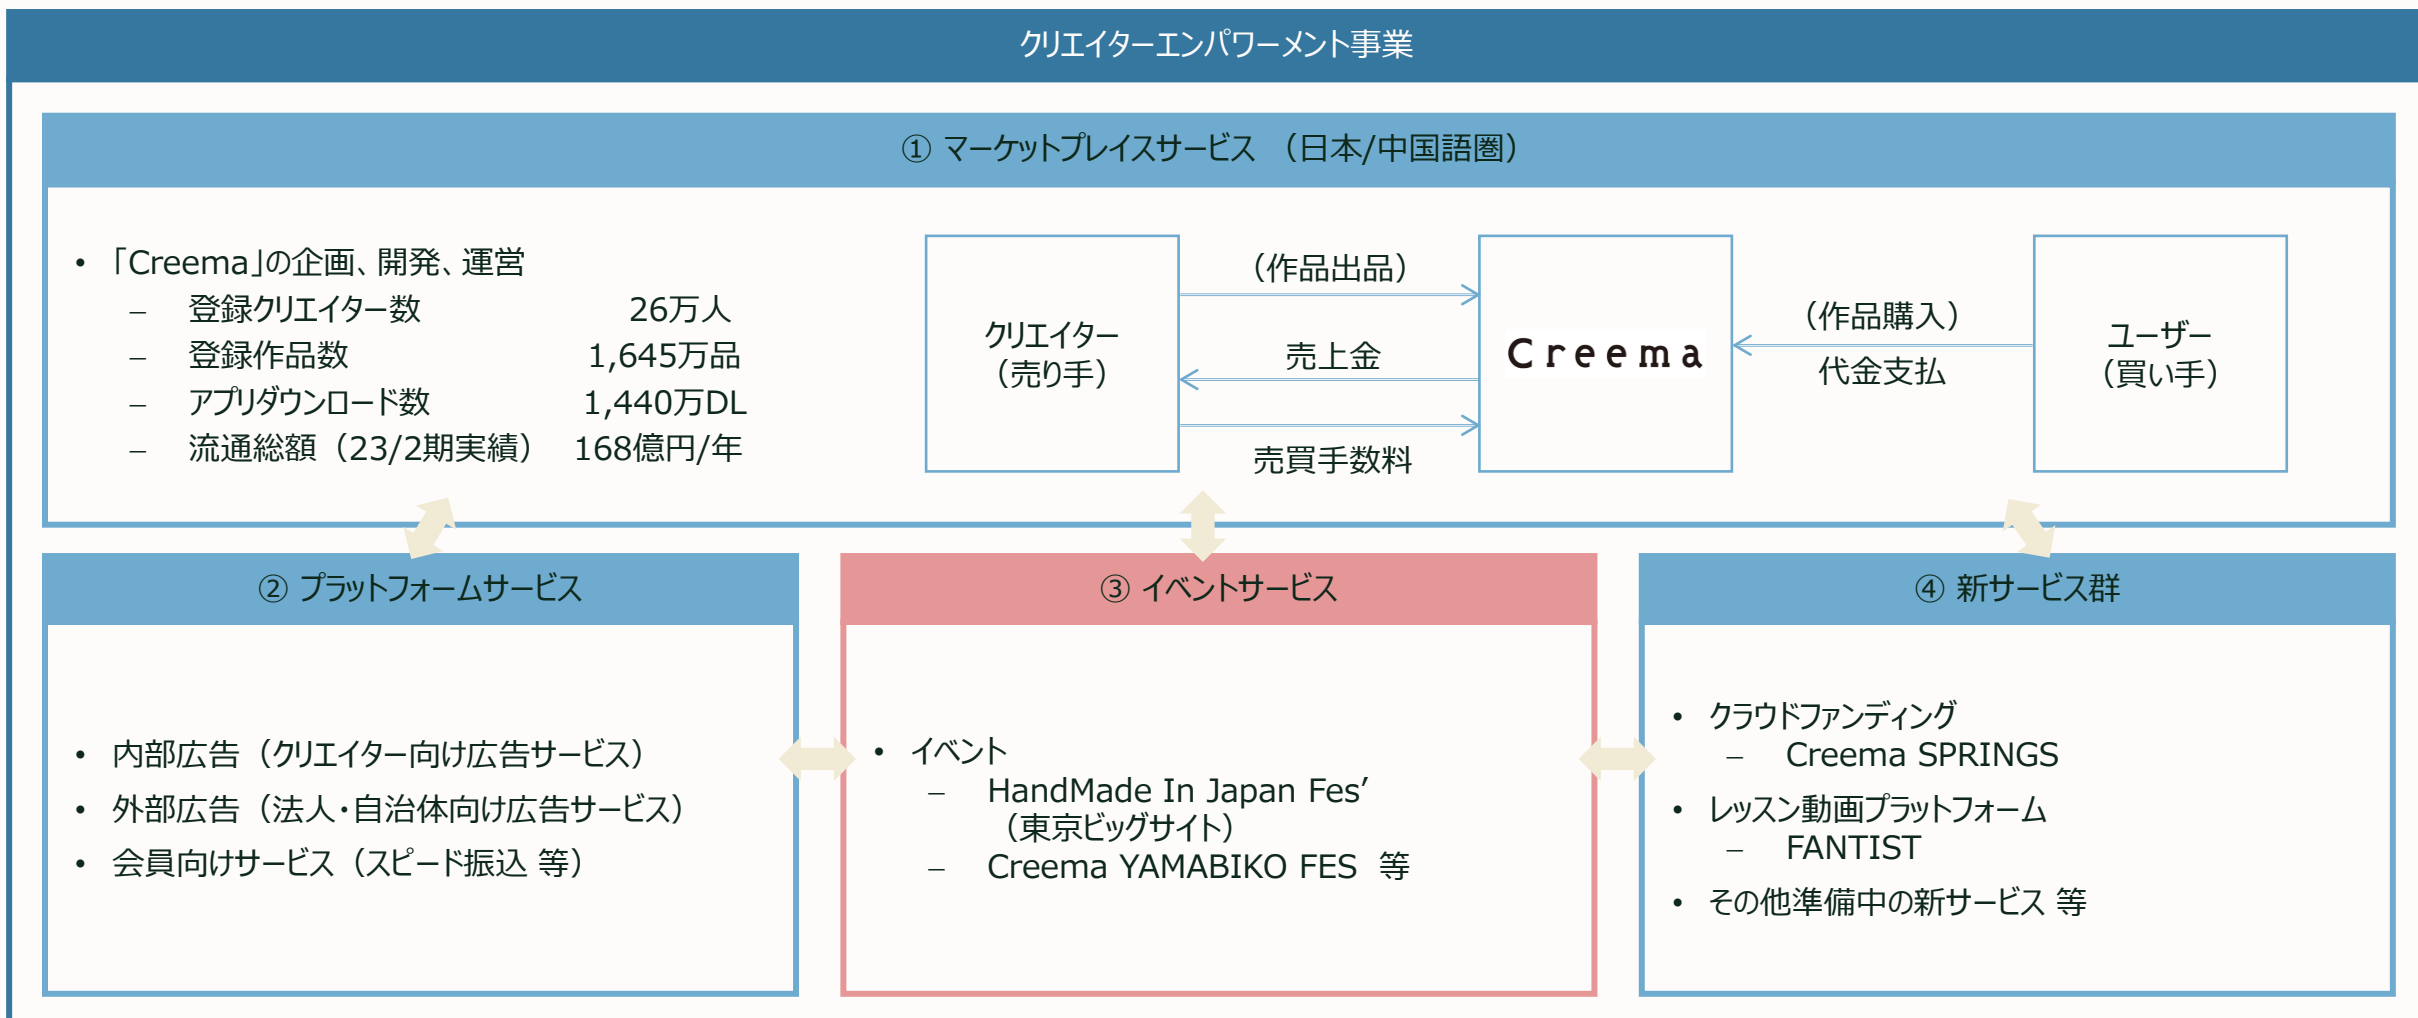 クリエイターエンパワーメント事業
① マーケットプレイスサービス （日本/中国語圏）
• 「Creema」の企画、開発、運営
– 登録クリエイター数 26万人
– 登録作品数 1,645万品
– アプリダウンロード数 1,440万DL
– 流通総額（23/2期実績） 168億円/年
クリエイター
（売り手）
（作品出品）
売上金
売買手数料
Creema
（作品購入）
代金支払
ユーザー
（買い手）
② プラットフォームサービス
• 内部広告（クリエイター向け広告サービス）
• 外部広告（法人・自治体向け広告サービス）
• 会員向けサービス（スピード振込 等）
③ イベントサービス
• イベント
– HandMade In Japan Fes’
（東京ビッグサイト）
– Creema YAMABIKO FES 等
④ 新サービス群
• クラウドファンディング
– Creema SPRINGS
• レッスン動画プラットフォーム
– FANTIST
• その他準備中の新サービス 等